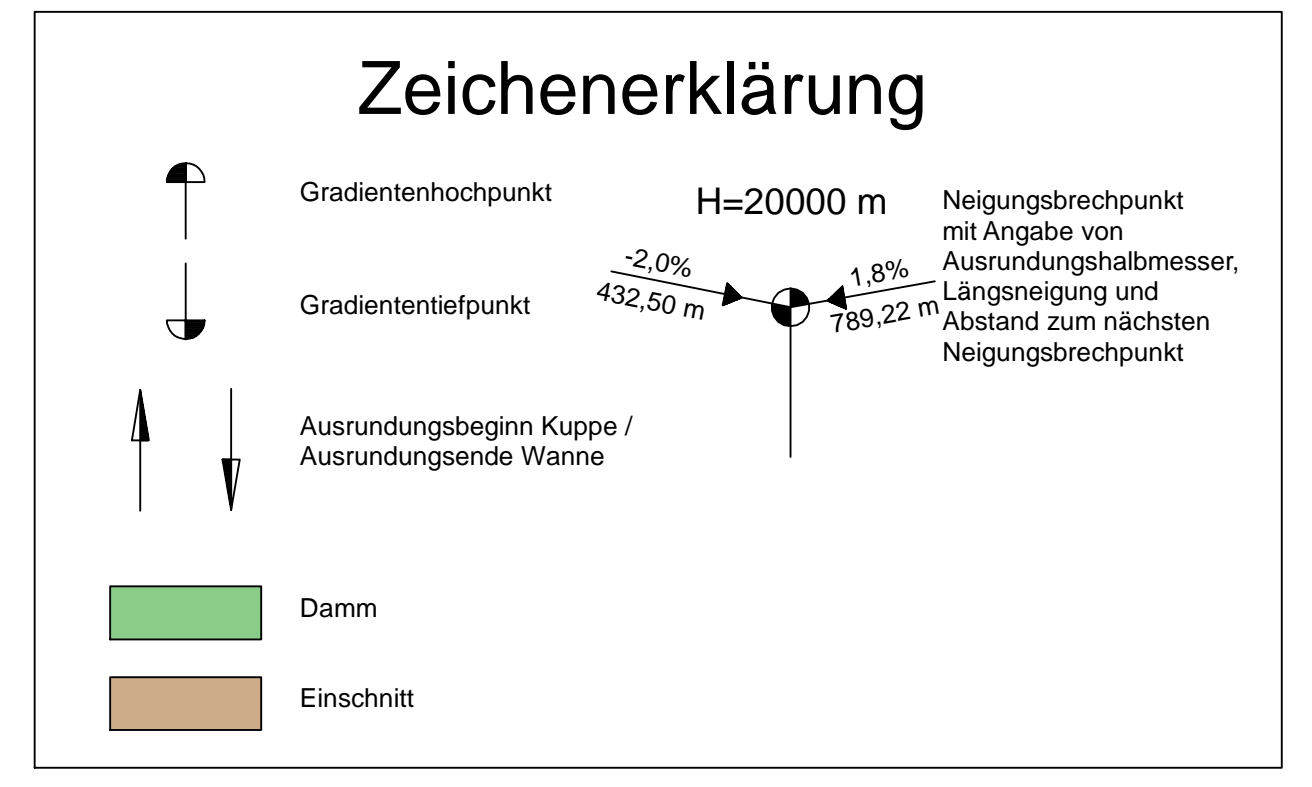 Zeichenerklärung
Gradientenhochpunkt
Gradiententiefpunkt
Ausrundungsbeginn Kuppe /
Ausrundungsende Wanne
Damm
Einschnitt
H=20000 m
-2,0%
432,50 m
1,8%
789,22 m
Neigungsbrechpunkt
mit Angabe von
Ausrundungshalbmesser,
Längsneigung und
Abstand zum nächsten
Neigungsbrechpunkt